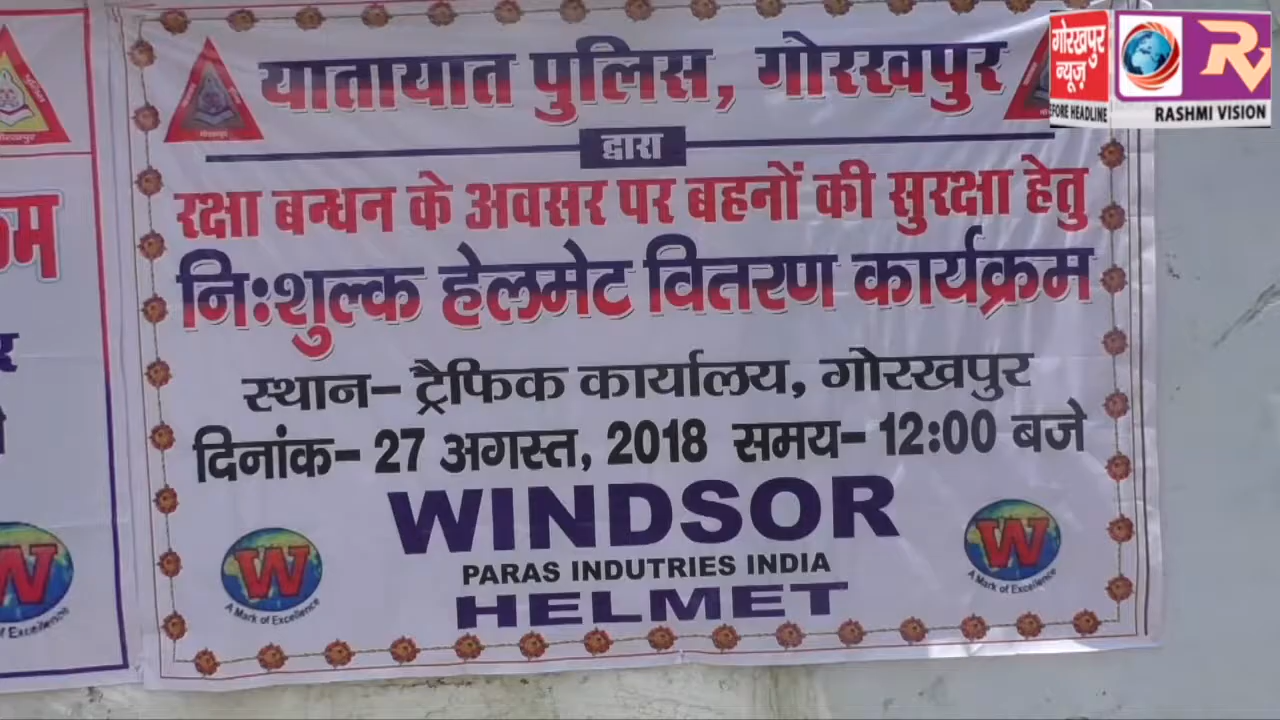 यातायात पुलिस, गोरखपुर
द्वारा
रक्षा बन्धन के अवसर पर बहनों की सुरक्षा हेतु
निःशुल्क हेलमेट वितरण कार्यक्रम
स्थान- ट्रैफिक कार्यालय, गोरखपुर
दिनांक- 27 अगस्त, 2018 समय- 12:00 बजे
WINDSOR
PARAS INDUTRIES INDIA
HELMET
W
A Mark of Excellence
W
A Mark of Excellence
गोरखपुर
न्यूज़
RV
RASHMI VISION
W